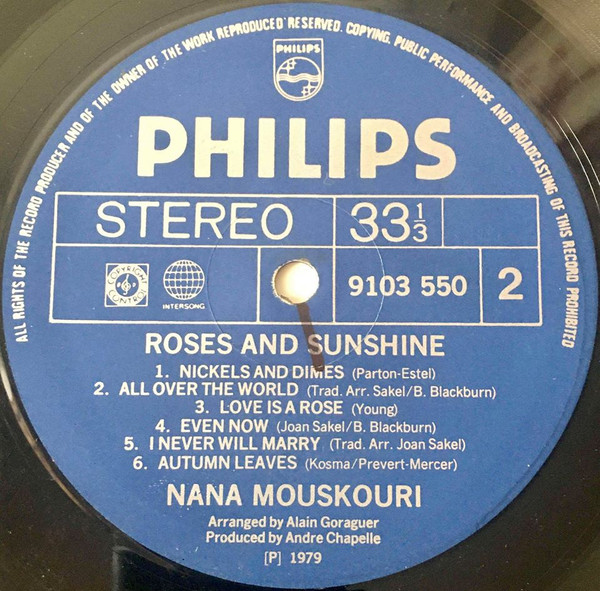 ALL RIGHTS OF THE RECORD PRODUCER AND OF THE OWNER OF THE WORK REPRODUCED RESERVED. COPYING, PUBLIC PERFORMANCE AND BROADCASTING OF THIS RECORD PROHIBITED
PHILIPS
PHILIPS
STEREO 33 1/3
COPYRIGHT CONTROL INTERSONG 9103 550 2
ROSES AND SUNSHINE
1. NICKELS AND DIMES (Parton-Estel)
2. ALL OVER THE WORLD (Trad. Arr. Sakel/B. Blackburn)
3. LOVE IS A ROSE (Young)
4. EVEN NOW (Joan Sakel/B. Blackburn)
5. I NEVER WILL MARRY (Trad. Arr. Joan Sakel)
6. AUTUMN LEAVES (Kosma/Prevert-Mercer)
NANA MOUSKOURI
Arranged by Alain Goraguer
Produced by Andre Chapelle
[P] 1979